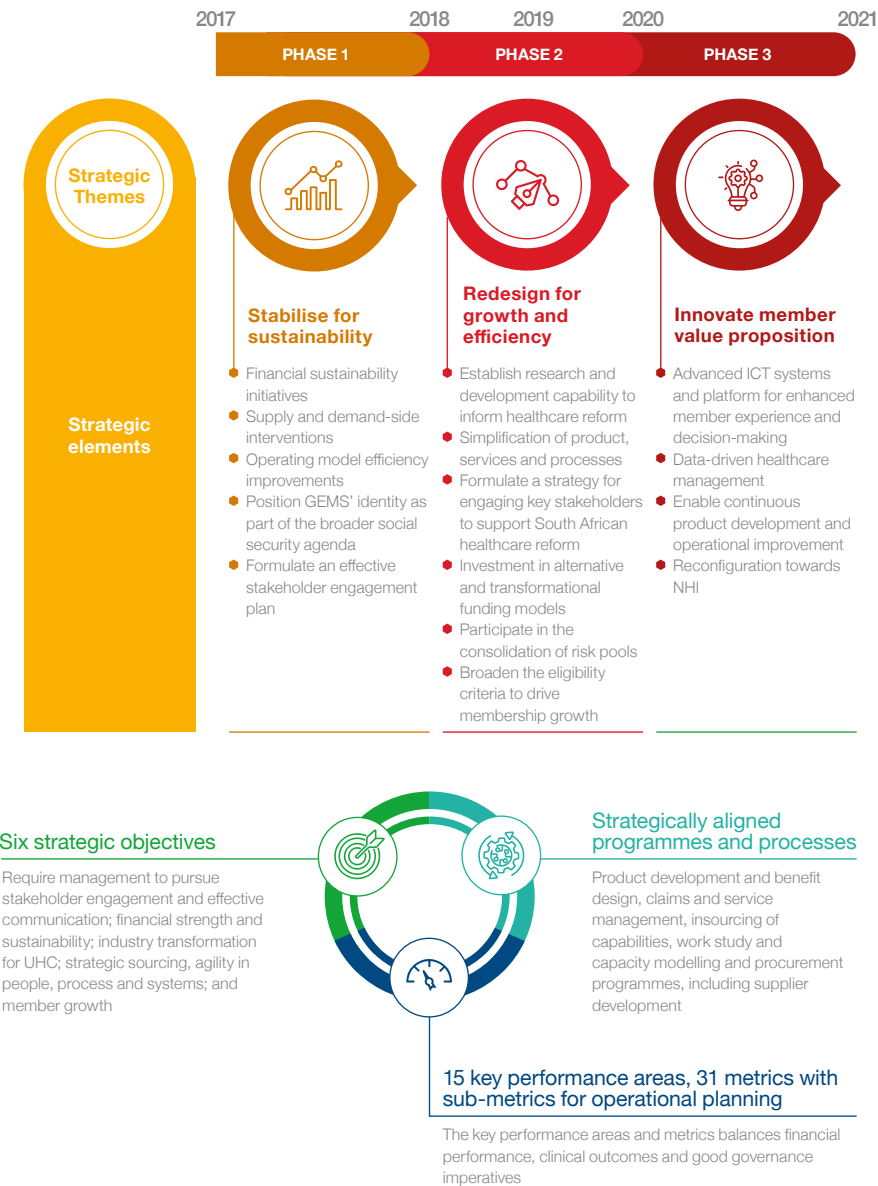 2017 2018 2019 2020 2021
PHASE 1 PHASE 2 PHASE 3
Strategic
Themes
Strategic
elements
Stabilise for
sustainability
Financial sustainability
initiatives
Supply and demand-side
interventions
Operating model efficiency
improvements
Position GEMS' identity as
part of the broader social
security agenda
Formulate an effective
stakeholder engagement
plan
Redesign for
growth and
efficiency
Establish research and
development capability to
inform healthcare reform
Simplification of product,
services and processes
Formulate a strategy for
engaging key stakeholders
to support South African
healthcare reform
Investment in alternative
and transformational
funding models
Participate in the
consolidation of risk pools
Broaden the eligibility
criteria to drive
membership growth
Innovate member
value proposition
Advanced ICT systems
and platform for enhanced
member experience and
decision-making
Data-driven healthcare
management
Enable continuous
product development and
operational improvement
Reconfiguration towards
NHI
Six strategic objectives
Require management to pursue
stakeholder engagement and effective
communication; financial strength and
sustainability; industry transformation
for UHC; strategic sourcing, agility in
people, process and systems; and
member growth
Strategically aligned
programmes and processes
Product development and benefit
design, claims and service
management, insourcing of
capabilities, work study and
capacity modelling and procurement
programmes, including supplier
development
15 key performance areas, 31 metrics with
sub-metrics for operational planning
The key performance areas and metrics balances financial
performance, clinical outcomes and good governance
imperatives